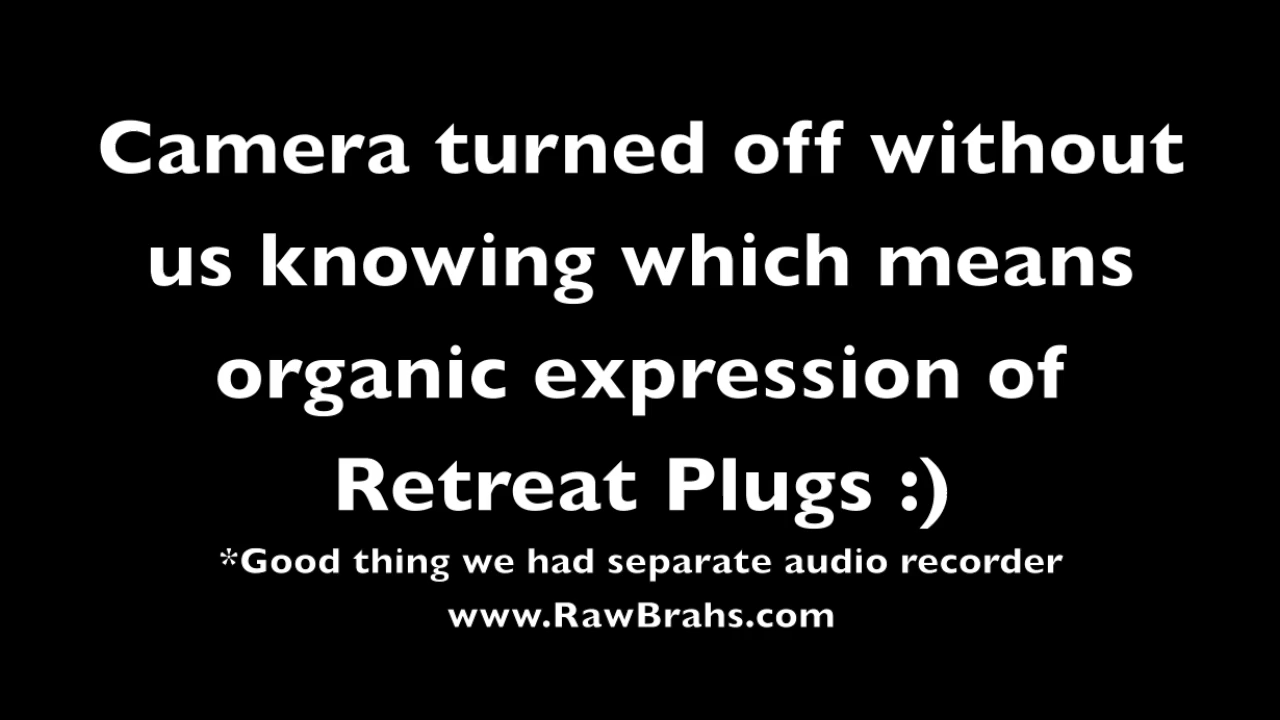 Camera turned off without
us knowing which means
organic expression of
Retreat Plugs :)
*Good thing we had separate audio recorder
www.RawBrahs.com